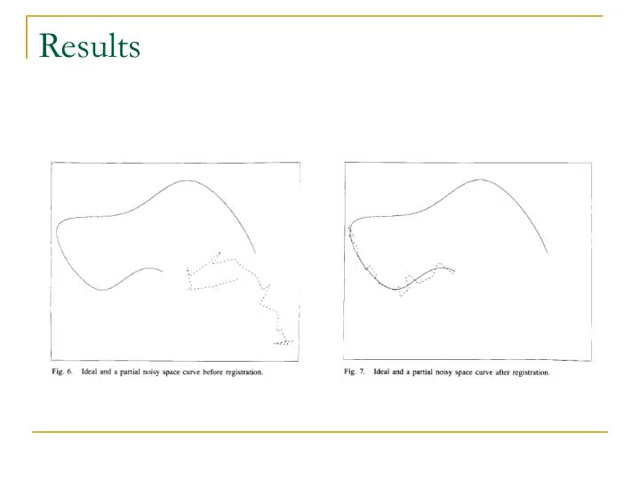 Results
Fig. 6. Ideal and a partial noisy space curve before registration.
Fig. 7. Ideal and a partial noisy space curve after registration.